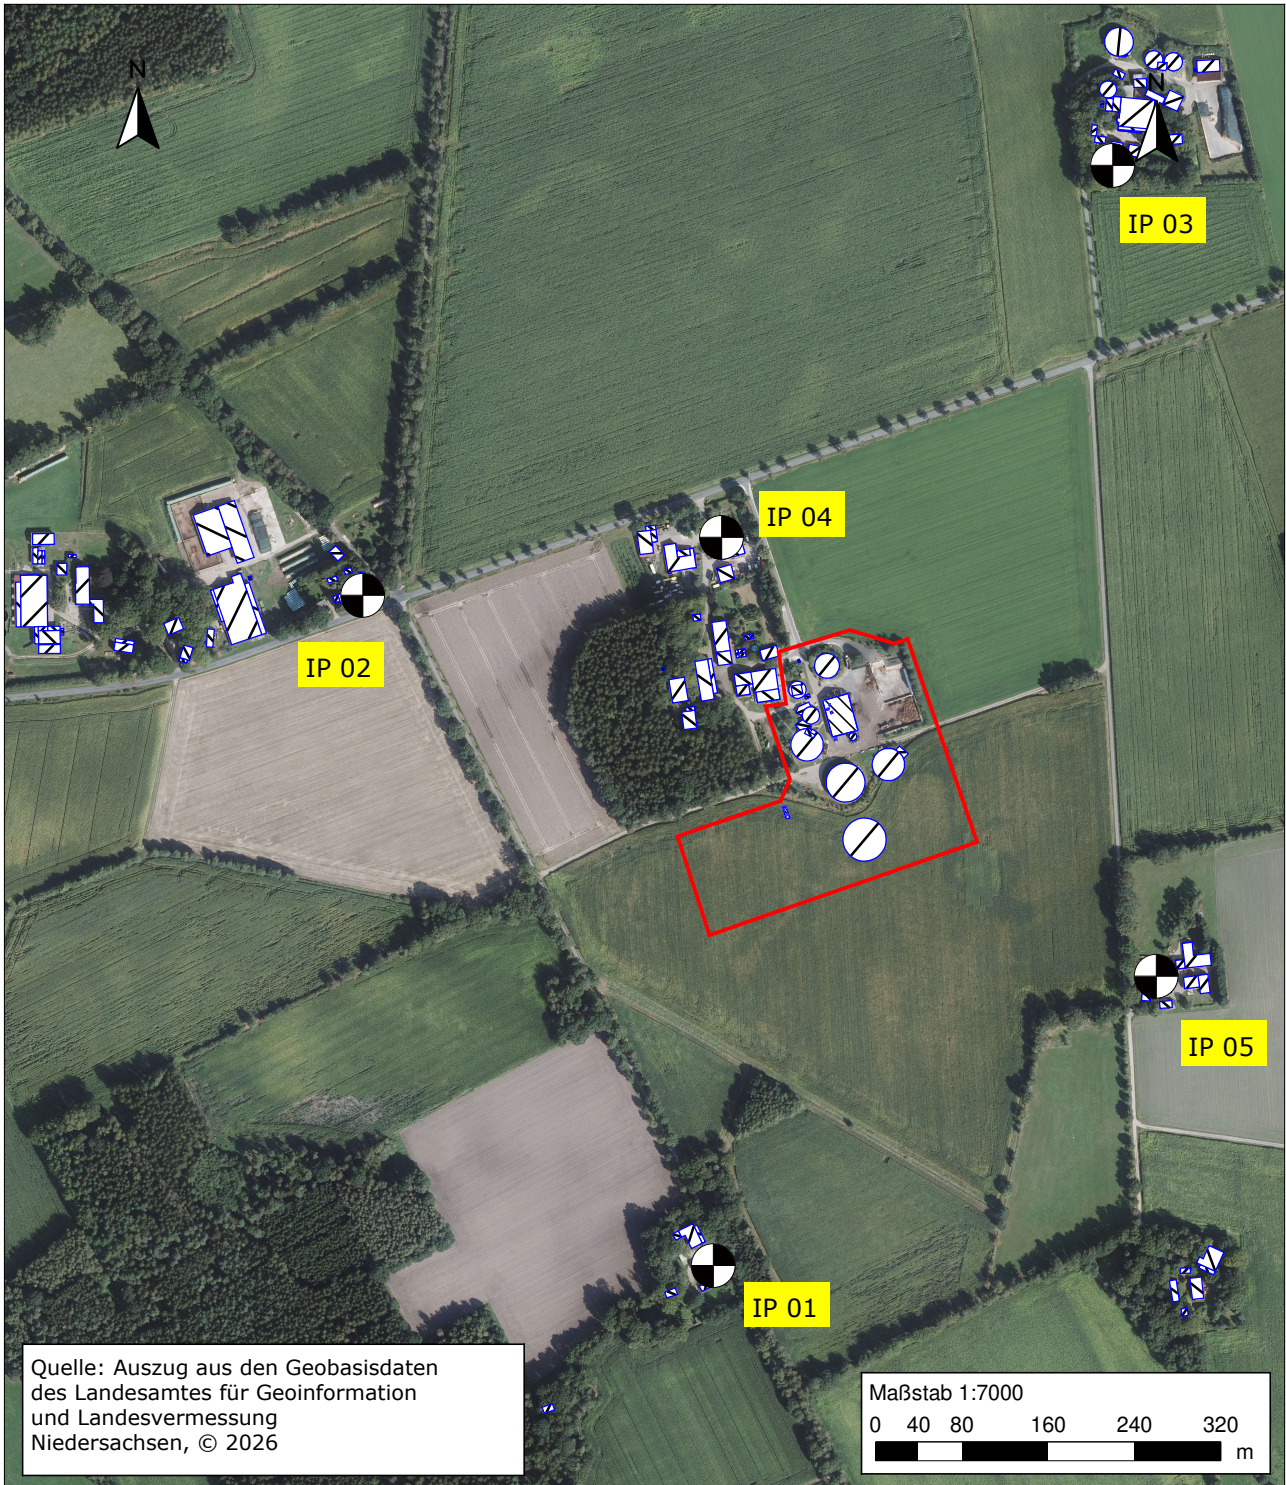 N
N
IP 03
IP 04
IP 02
IP 05
IP 01
Quelle: Auszug aus den Geobasisdaten
des Landesamtes für Geoinformation
und Landesvermessung
Niedersachsen, © 2026
Maßstab 1:7000
0 40 80 160 240 320
m